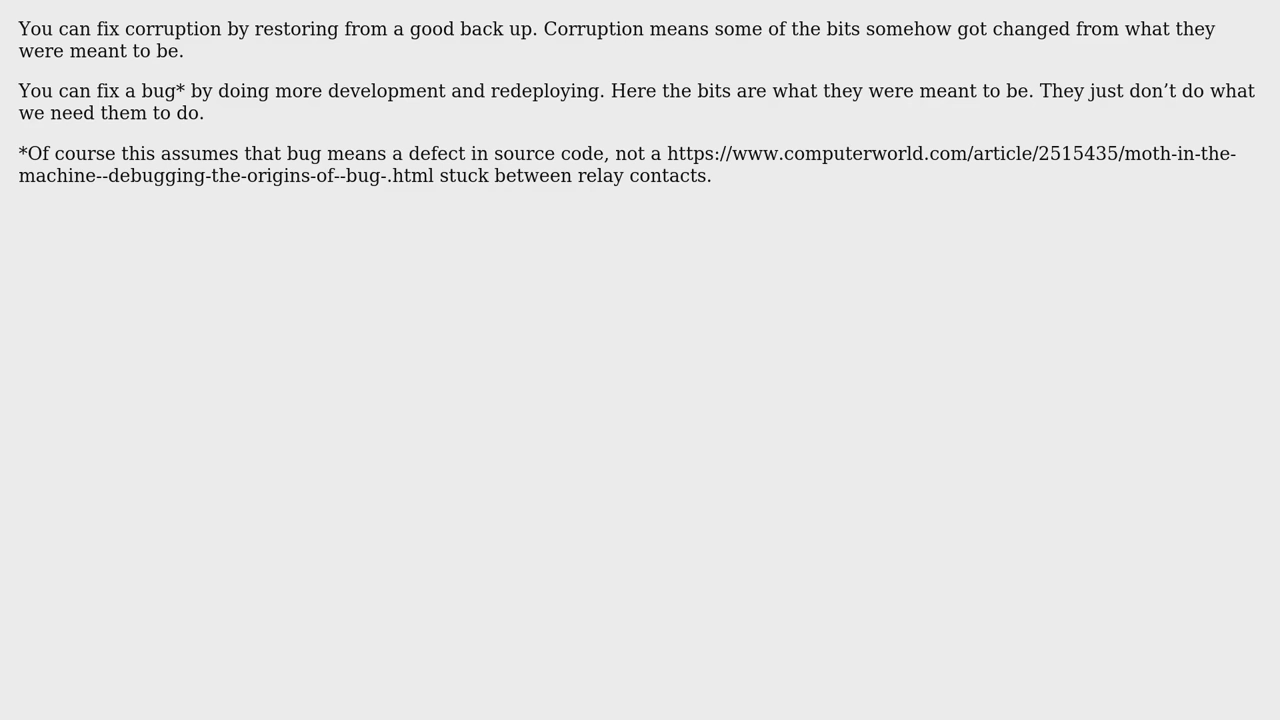 You can fix corruption by restoring from a good back up. Corruption means some of the bits somehow got changed from what they
were meant to be.
You can fix a bug* by doing more development and redeploying. Here the bits are what they were meant to be. They just don’t do what
we need them to do.
*Of course this assumes that bug means a defect in source code, not a https://www.computerworld.com/article/2515435/moth-in-the-
machine--debugging-the-origins-of--bug-.html stuck between relay contacts.